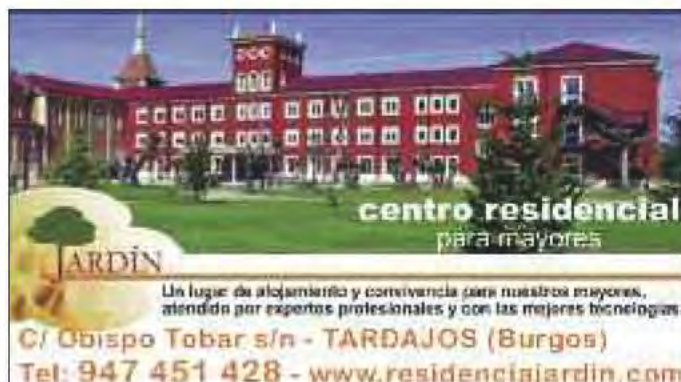 centro residencial
para mayores
JARDÍN
Un lugar de alojamiento y convivencia para nuestros mayores,
atendido por expertos profesionales y con las mejores tecnologías
C/ Obispo Tobar s/n - TARDAJOS (Burgos)
Tel: 947 451 428 - www.residenciajardin.com